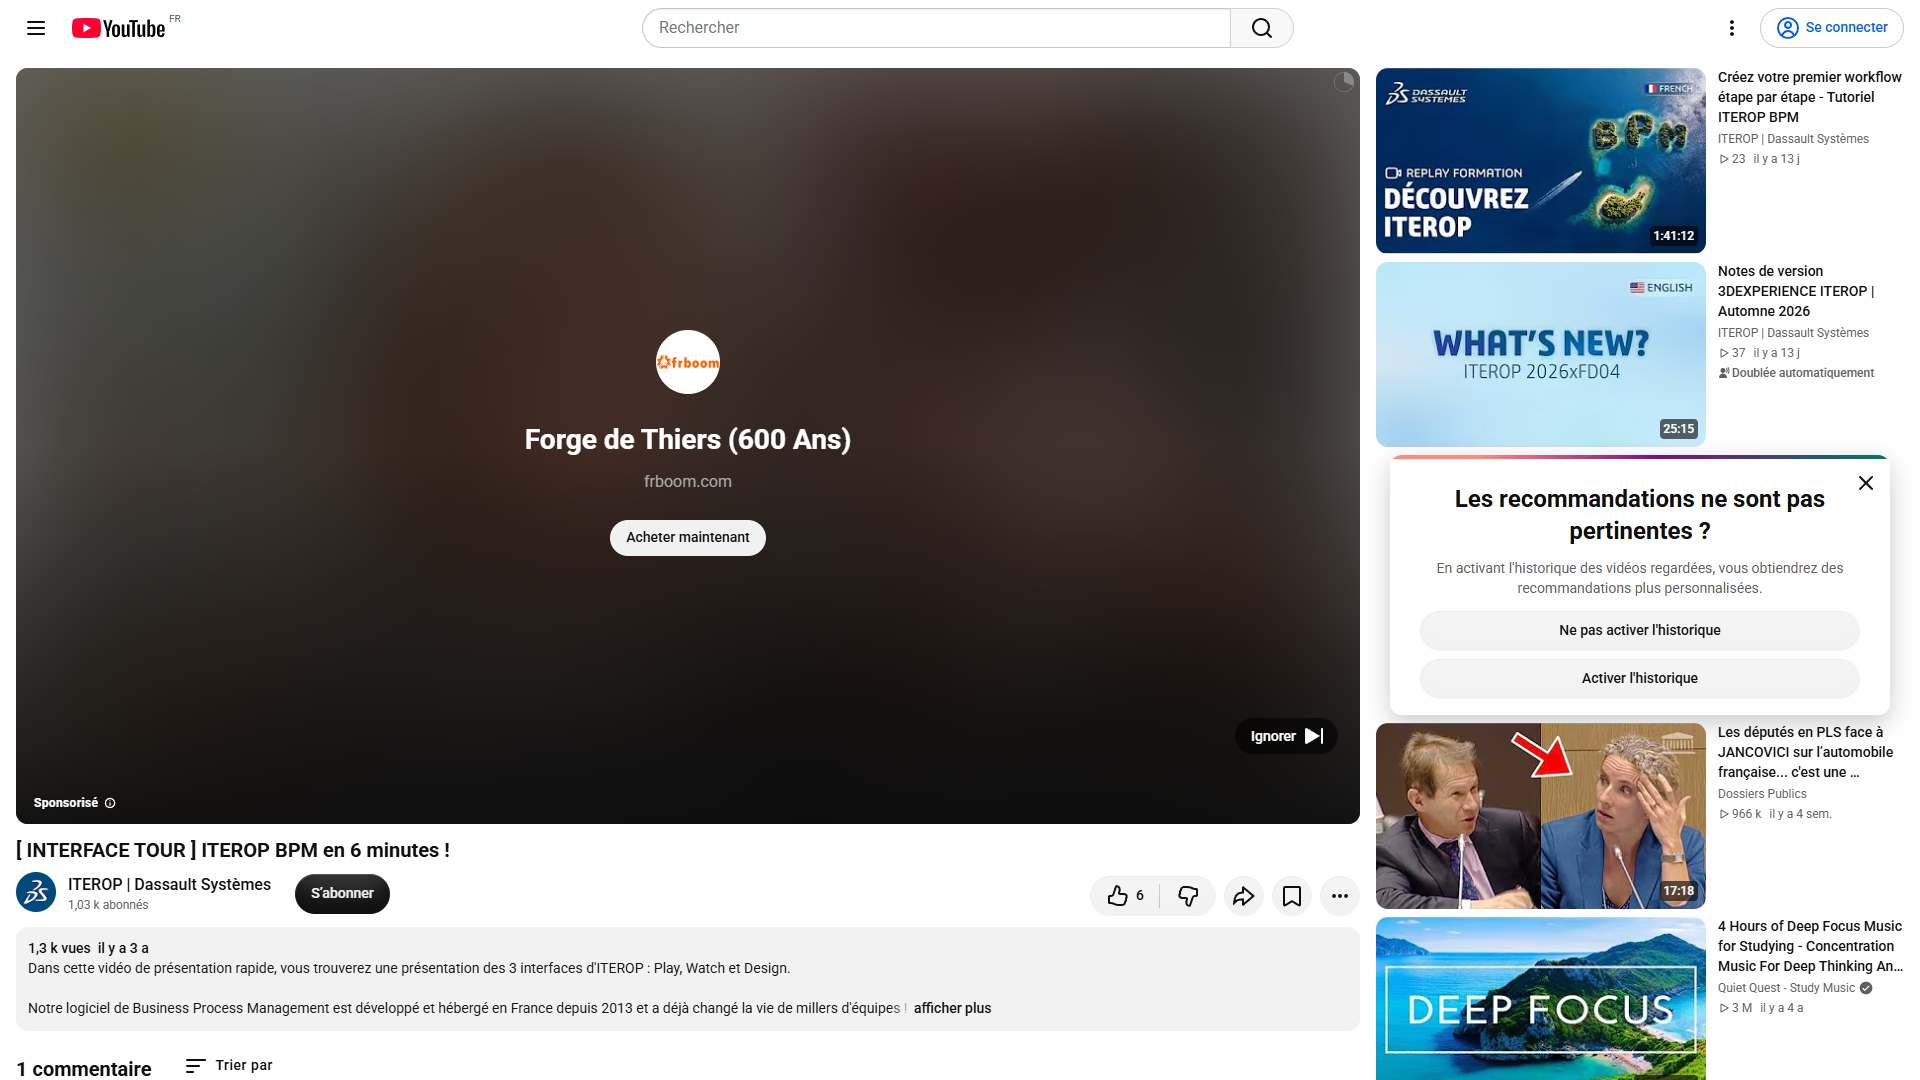 YouTube FR
Rechercher
Se connecter
frboom
Forge de Thiers (600 Ans)
frboom.com
Acheter maintenant
Ignorer
Sponsorisé
[ INTERFACE TOUR ] ITEROP BPM en 6 minutes !
ITEROP | Dassault Systèmes
1,03 k abonnés
S'abonner
6
1,3 k vues il y a 3 a
Dans cette vidéo de présentation rapide, vous trouverez une présentation des 3 interfaces d'ITEROP : Play, Watch et Design.
Notre logiciel de Business Process Management est développé et hébergé en France depuis 2013 et a déjà changé la vie de millers d'équipes ! afficher plus
1 commentaire
Trier par
DASSAULT SYSTEMES
FRENCH
BPM
REPLAY FORMATION
DÉCOUVREZ
ITEROP
1:41:12
Créez votre premier workflow
étape par étape - Tutoriel
ITEROP BPM
ITEROP | Dassault Systèmes
23 il y a 13 j
ENGLISH
WHAT'S NEW?
ITEROP 2026xFD04
25:15
Notes de version
3DEXPERIENCE ITEROP |
Automne 2026
ITEROP | Dassault Systèmes
37 il y a 13 j
Doublée automatiquement
Les recommandations ne sont pas
pertinentes ?
En activant l'historique des vidéos regardées, vous obtiendrez des
recommandations plus personnalisées.
Ne pas activer l'historique
Activer l'historique
17:18
Les députés en PLS face à
JANCOVICI sur l'automobile
française... c'est une …
Dossiers Publics
966 k il y a 4 sem.
DEEP FOCUS
4 Hours of Deep Focus Music
for Studying - Concentration
Music For Deep Thinking An…
Quiet Quest - Study Music
3 M il y a 4 a